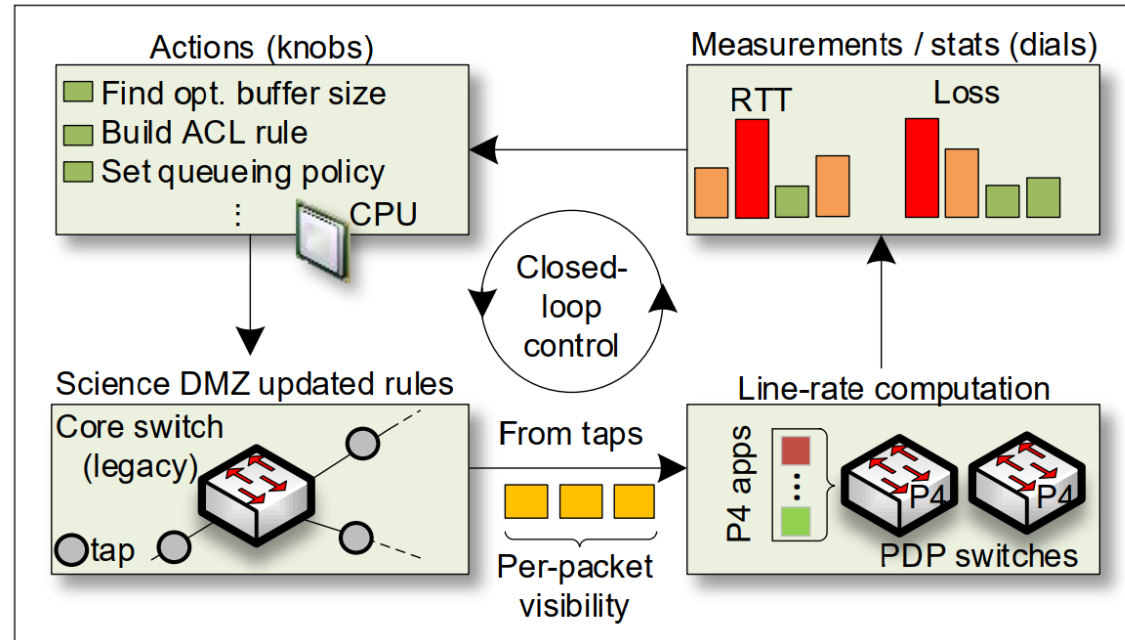 Actions (knobs)
Find opt. buffer size
Build ACL rule
Set queueing policy
⋮
CPU
Measurements / stats (dials)
RTT
Loss
Closed-
loop
control
Science DMZ updated rules
Core switch
(legacy)
tap
From taps
Per-packet
visibility
Line-rate computation
P4 apps
...
P4
P4
PDP switches